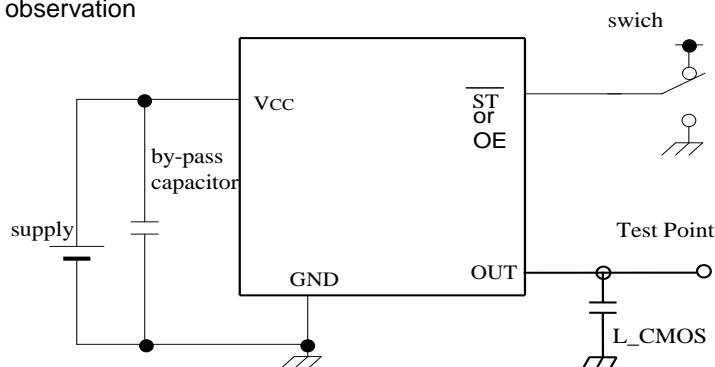 observation
swich
VCC
ST
or
OE
by-pass
capacitor
supply
Test Point
GND
OUT
L_CMOS